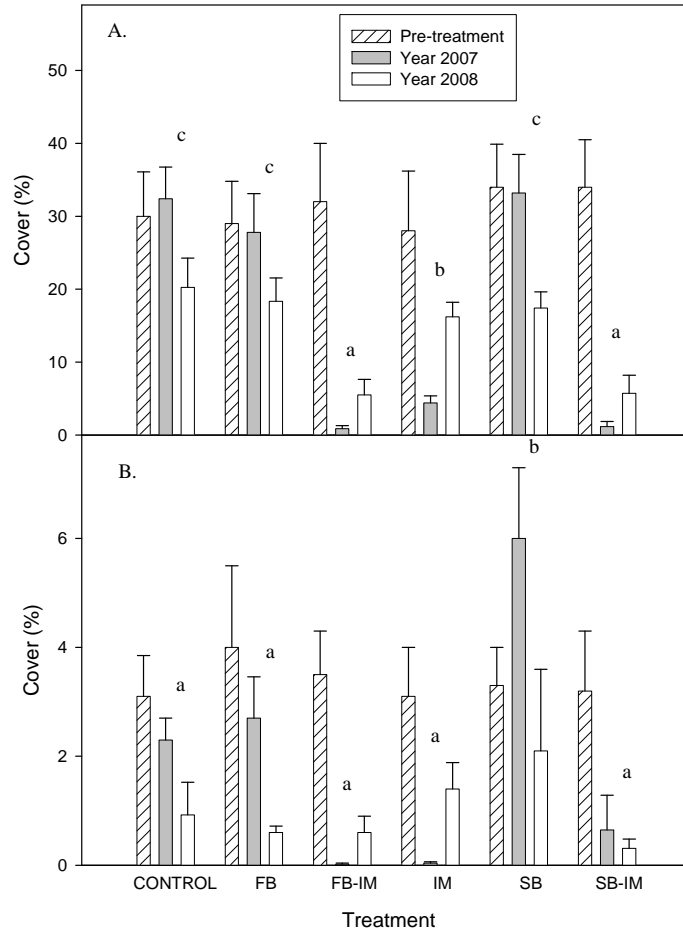 A.
Pre-treatment
Year 2007
Year 2008
50
40
30
20
10
0
Cover (%)
c
c
a
b
c
a
B.
6
4
2
0
Cover (%)
a
a
a
a
b
a
CONTROL FB FB-IM IM SB SB-IM
Treatment